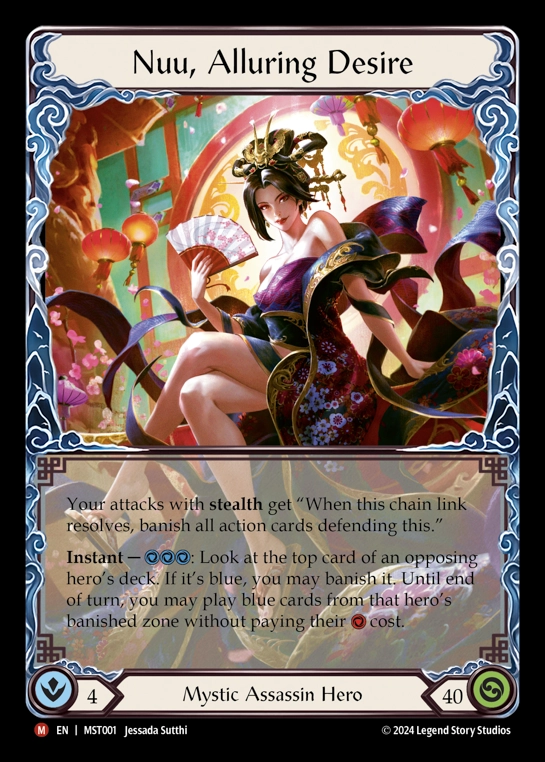 Nuu, Alluring Desire
Your attacks with stealth get “When this chain link
resolves, banish all action cards defending this.”
Instant — : Look at the top card of an opposing
hero’s deck. If it’s blue, you may banish it. Until end
of turn, you may play blue cards from that hero’s
banished zone without paying their cost.
4 Mystic Assassin Hero 40
M EN | MST001 Jessada Sutthi © 2024 Legend Story Studios